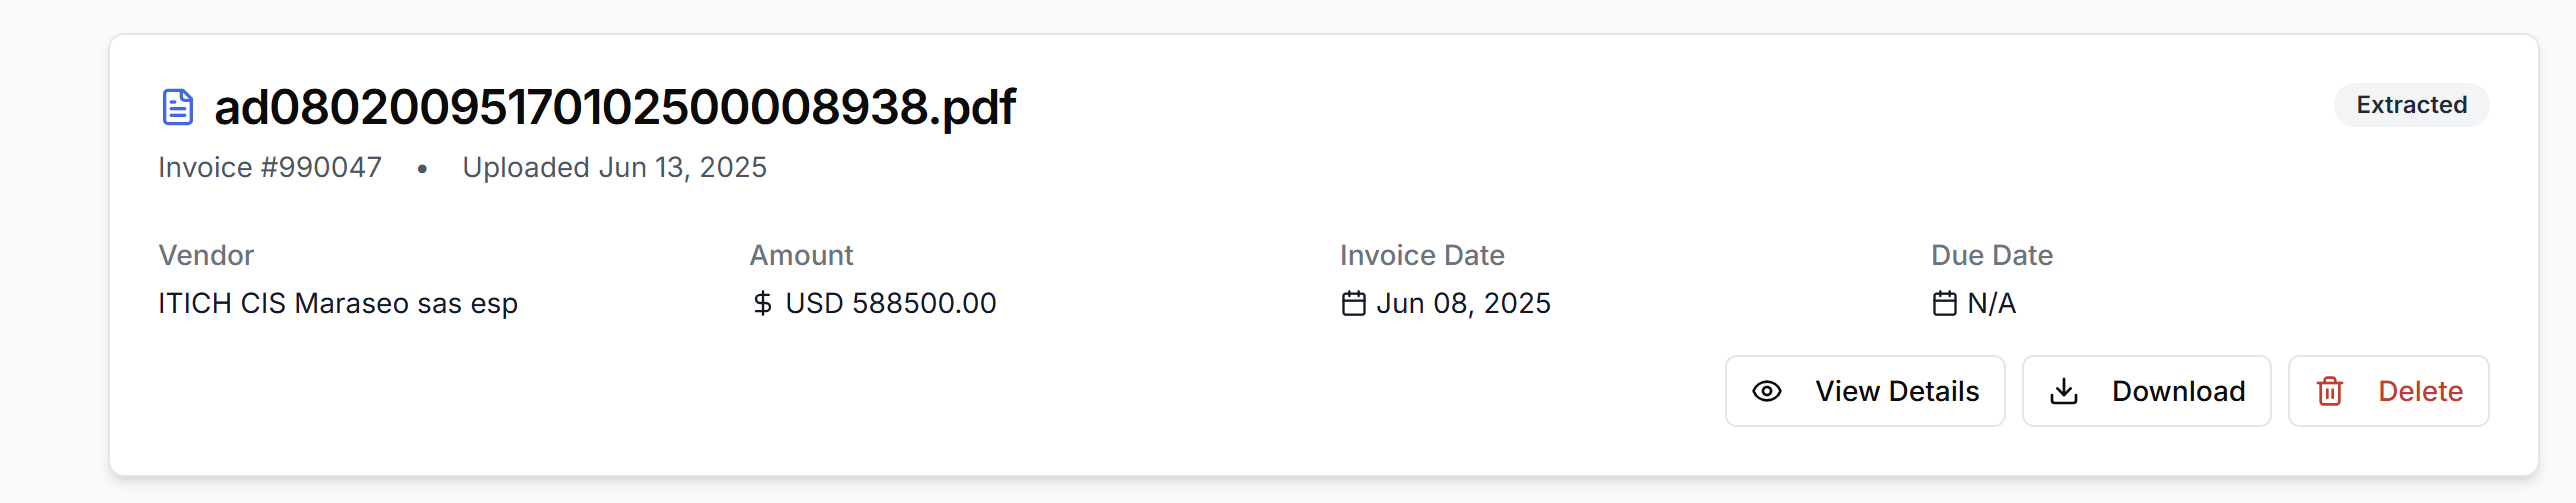 ad08020095170102500008938.pdf
Extracted
Invoice #990047 • Uploaded Jun 13, 2025
Vendor Amount Invoice Date Due Date
ITICH CIS Maraseo sas esp $ USD 588500.00 Jun 08, 2025 N/A
View Details Download Delete